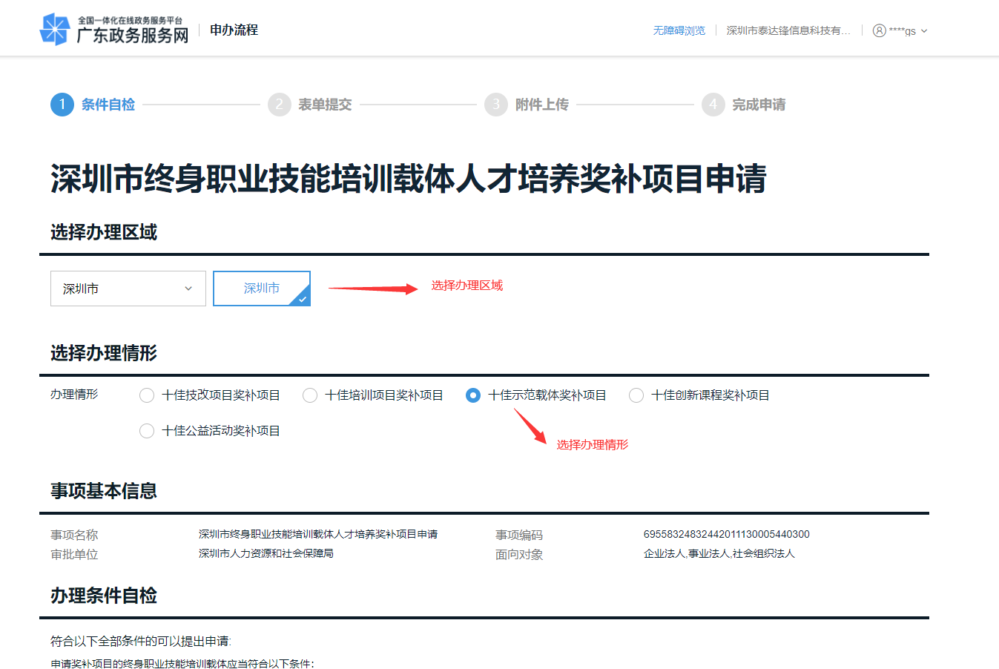 全国一体化在线政务服务平台
广东政务服务网 申办流程 无障碍浏览 深圳市泰达锋信息科技有... ****gs
1 条件自检 2 表单提交 3 附件上传 4 完成申请
深圳市终身职业技能培训载体人才培养奖补项目申请
选择办理区域
深圳市 深圳市 选择办理区域
选择办理情形
办理情形 十佳技改项目奖补项目 十佳培训项目奖补项目 十佳示范载体奖补项目 十佳创新课程奖补项目
十佳公益活动奖补项目
选择办理情形
事项基本信息
事项名称 深圳市终身职业技能培训载体人才培养奖补项目申请 事项编码 69558324832442011130005440300
审批单位 深圳市人力资源和社会保障局 面向对象 企业法人,事业法人,社会组织法人
办理条件自检
符合以下全部条件的可以提出申请:
申请奖补项目的终身职业技能培训载体应当符合以下条件：